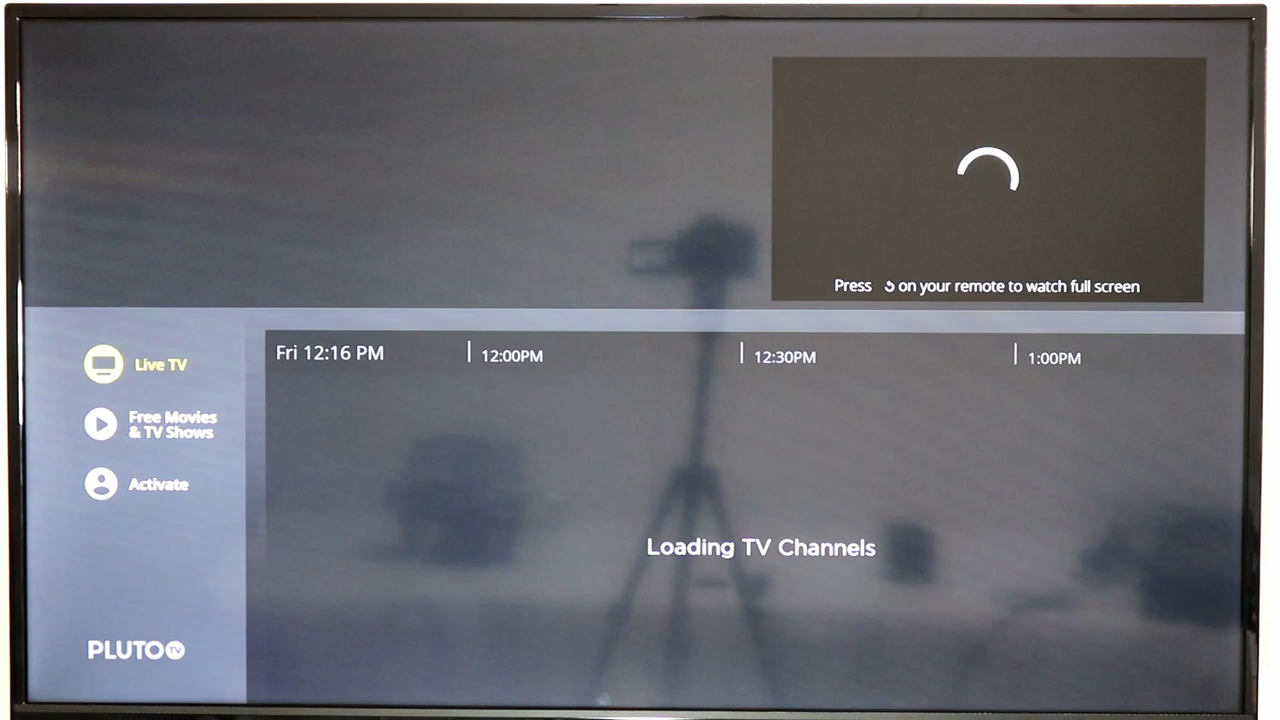 Press ↺ on your remote to watch full screen
Live TV
Free Movies
& TV Shows
Activate
PLUTO TV
Fri 12:16 PM
12:00PM
12:30PM
1:00PM
Loading TV Channels